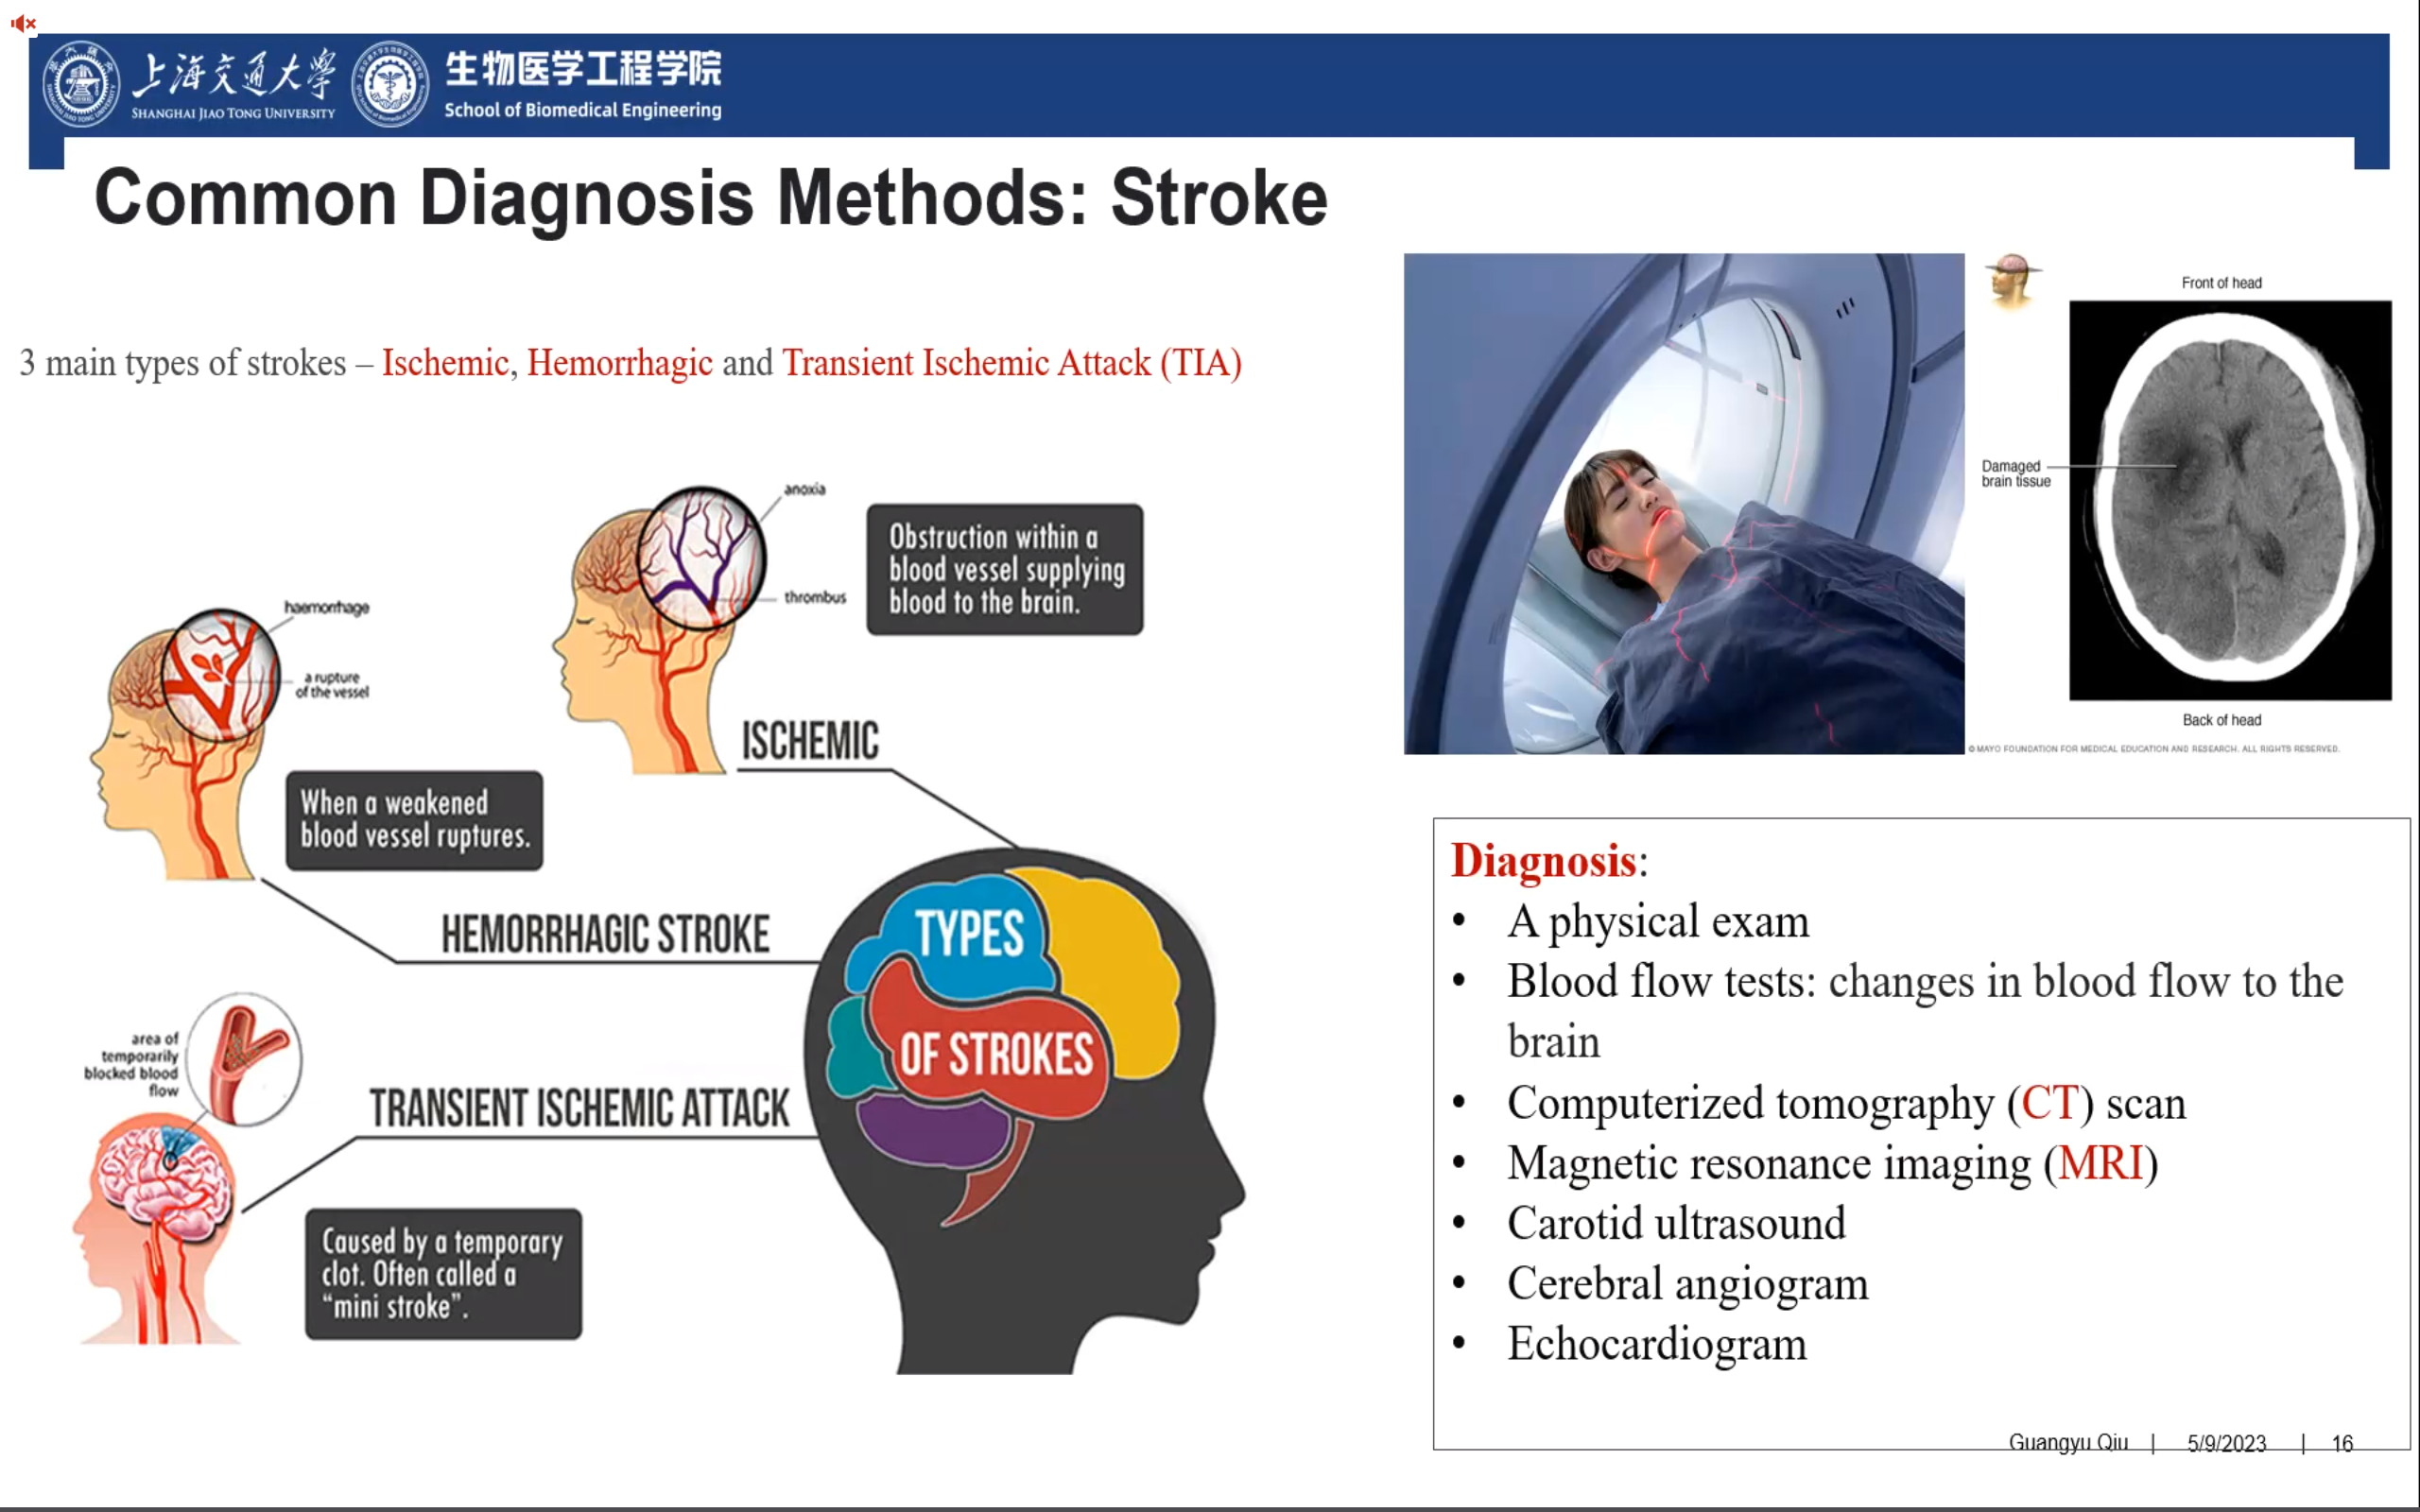 上海交通大学
SHANGHAI JIAO TONG UNIVERSITY
生物医学工程学院
School of Biomedical Engineering
Common Diagnosis Methods: Stroke
3 main types of strokes – Ischemic, Hemorrhagic and Transient Ischemic Attack (TIA)
anoxia
thrombus
Obstruction within a
blood vessel supplying
blood to the brain.
ISCHEMIC
haemorrhage
a rupture
of the vessel
When a weakened
blood vessel ruptures.
HEMORRHAGIC STROKE
area of
temporarily
blocked blood
flow
TRANSIENT ISCHEMIC ATTACK
Caused by a temporary
clot. Often called a
“mini stroke”.
TYPES
OF STROKES
Front of head
Damaged
brain tissue
Back of head
© MAYO FOUNDATION FOR MEDICAL EDUCATION AND RESEARCH. ALL RIGHTS RESERVED.
Diagnosis:
• A physical exam
• Blood flow tests: changes in blood flow to the
brain
• Computerized tomography (CT) scan
• Magnetic resonance imaging (MRI)
• Carotid ultrasound
• Cerebral angiogram
• Echocardiogram
Guangyu Qiu | 5/9/2023 | 16